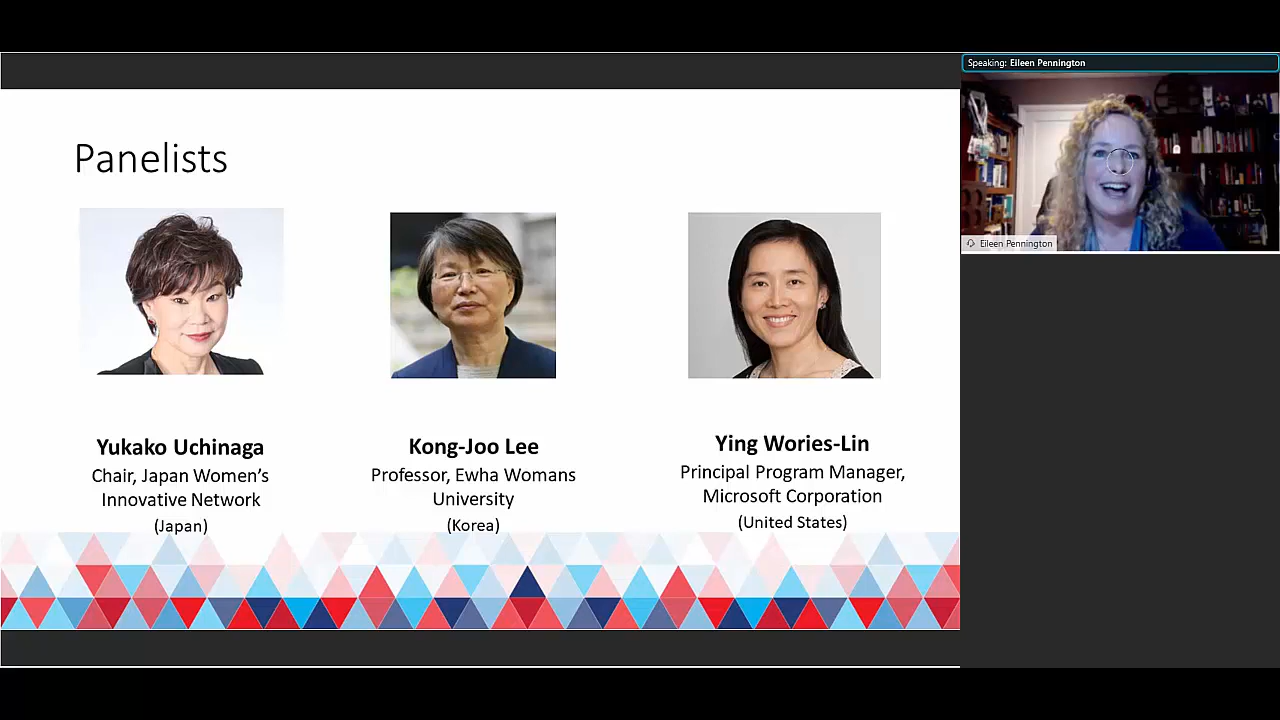 Speaking: Eileen Pennington
Eileen Pennington
Panelists
Yukako Uchinaga
Chair, Japan Women's
Innovative Network
(Japan)
Kong-Joo Lee
Professor, Ewha Womans
University
(Korea)
Ying Wories-Lin
Principal Program Manager,
Microsoft Corporation
(United States)